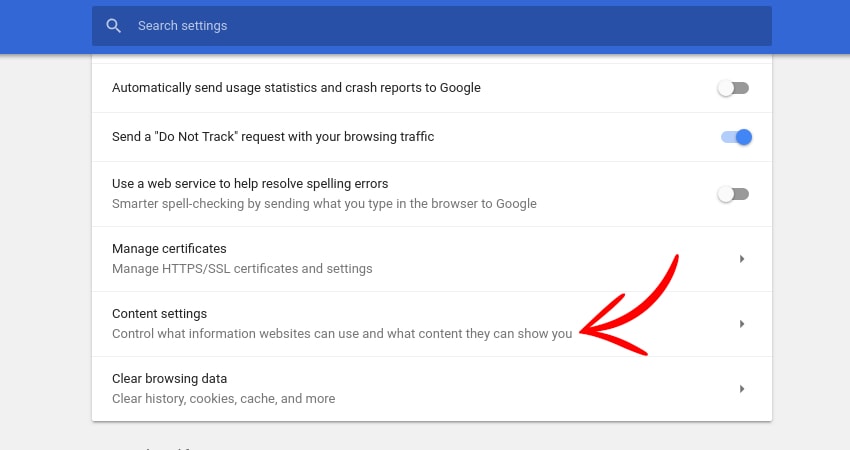 Search settings
Automatically send usage statistics and crash reports to Google
Send a "Do Not Track" request with your browsing traffic
Use a web service to help resolve spelling errors
Smarter spell-checking by sending what you type in the browser to Google
Manage certificates
Manage HTTPS/SSL certificates and settings
Content settings
Control what information websites can use and what content they can show you
Clear browsing data
Clear history, cookies, cache, and more